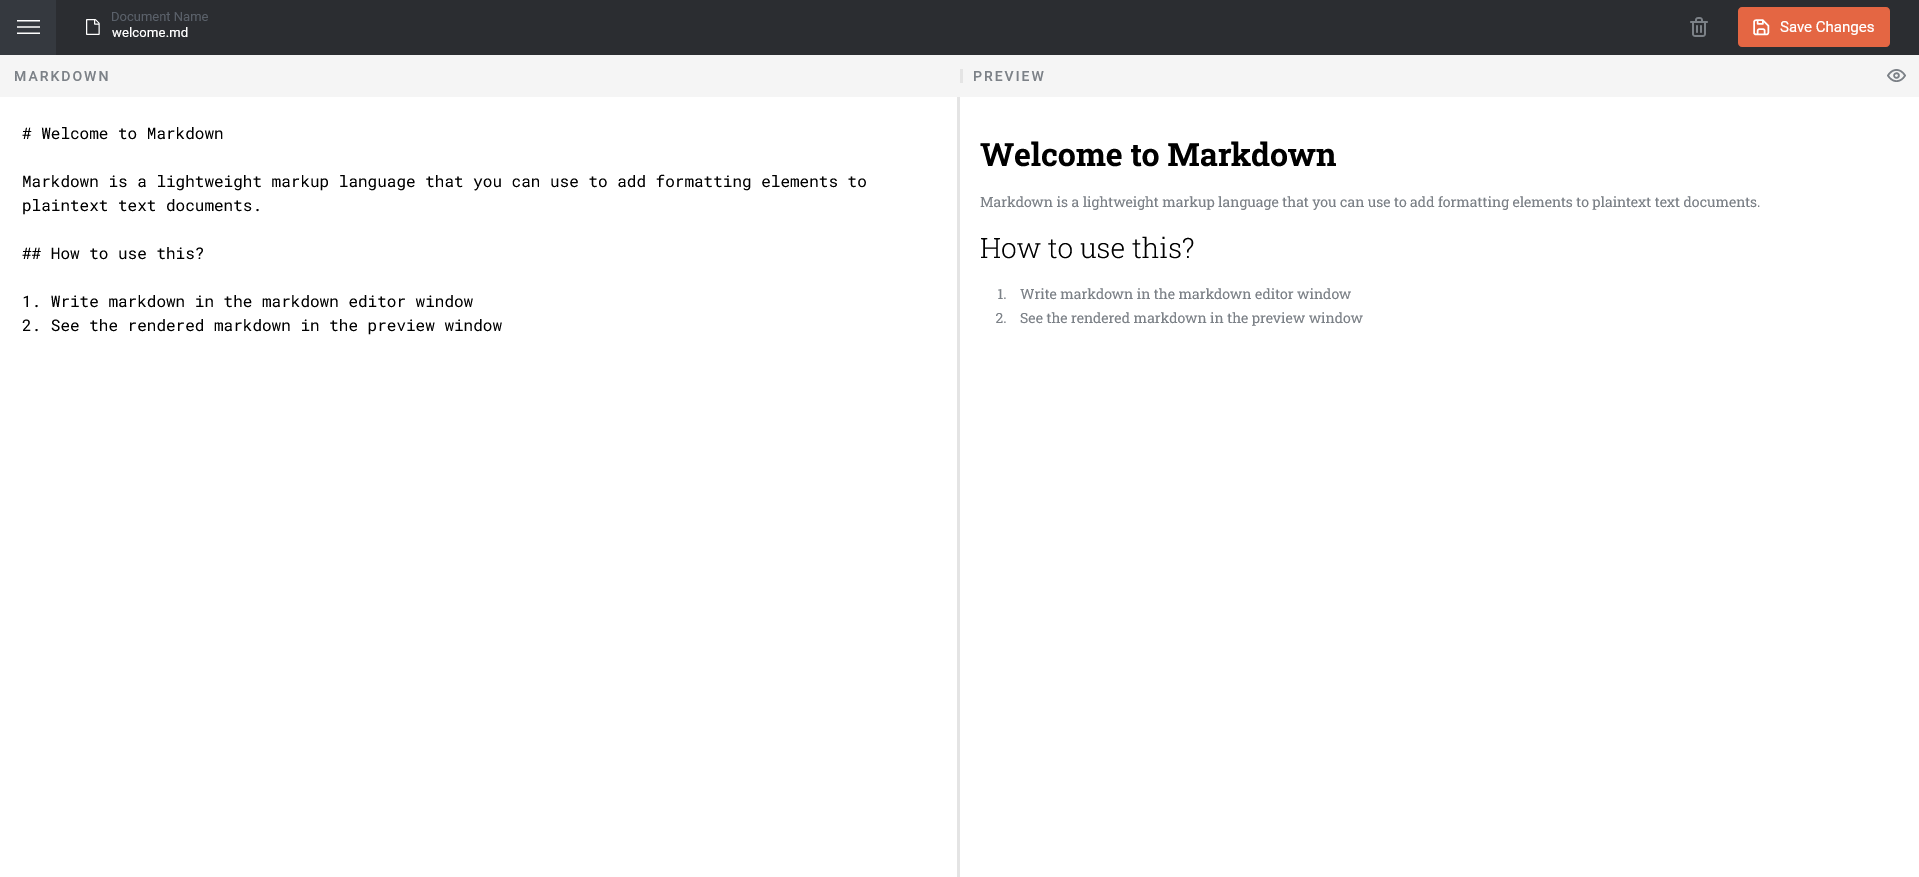 Document Name
welcome.md
Save Changes
MARKDOWN
PREVIEW
# Welcome to Markdown
Markdown is a lightweight markup language that you can use to add formatting elements to
plaintext text documents.
## How to use this?
1. Write markdown in the markdown editor window
2. See the rendered markdown in the preview window
Welcome to Markdown
Markdown is a lightweight markup language that you can use to add formatting elements to plaintext text documents.
How to use this?
1. Write markdown in the markdown editor window
2. See the rendered markdown in the preview window